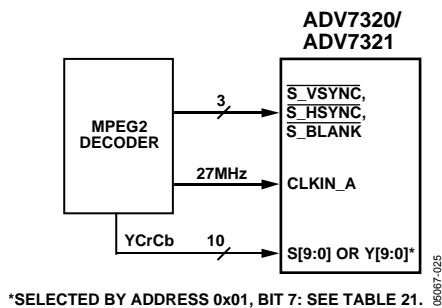 ADV7320/
ADV7321
MPEG2
DECODER
3
S_VSYNC,
S_HSYNC,
S_BLANK
27MHz
CLKIN_A
YCrCb
10
S[9:0] OR Y[9:0]*
*SELECTED BY ADDRESS 0x01, BIT 7: SEE TABLE 21.
05067-025